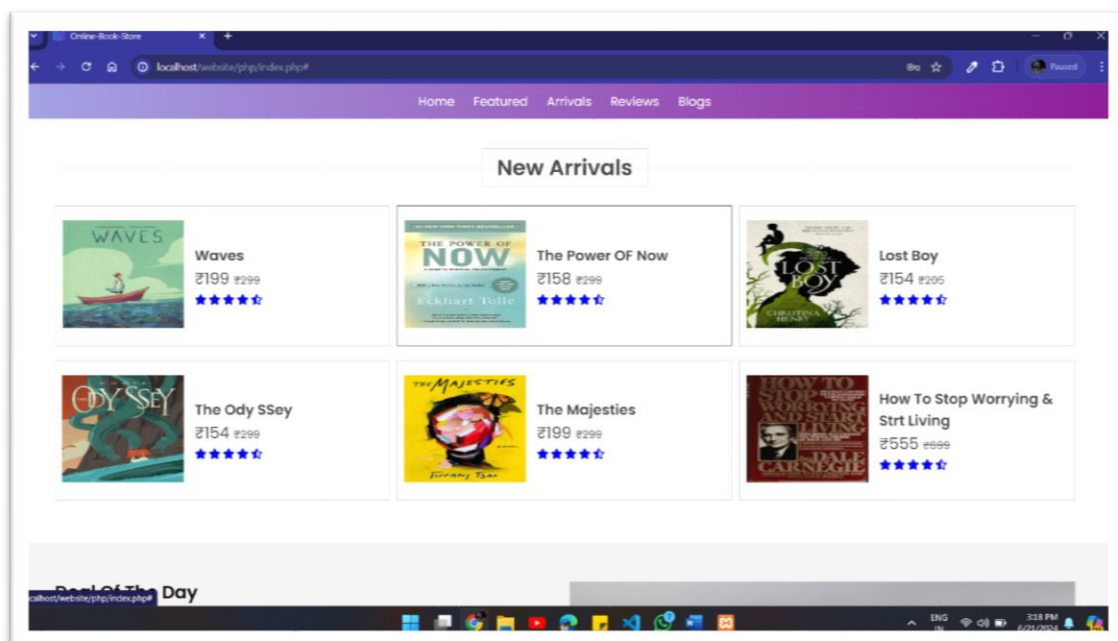 Online-Book-Store
localhost/website/php/index.php#
Paused
Home Featured Arrivals Reviews Blogs
New Arrivals
WAVES
Waves
₹199 ₹299
THE POWER OF
NOW
Eckhart Tolle
The Power OF Now
₹158 ₹299
LOST
BOY
CHRISTINA
HENRY
Lost Boy
₹154 ₹205
ODYSSEY
The Ody SSey
₹154 ₹299
THE MAJESTIES
TIFFANY TSAO
The Majesties
₹199 ₹299
HOW TO
STOP
WORRYING
AND START
LIVING
DALE
CARNEGIE
How To Stop Worrying &
Strt Living
₹555 ₹699
Deal Of The Day
calhost/website/php/index.php#
ENG
IN
3:18 PM
6/21/2024